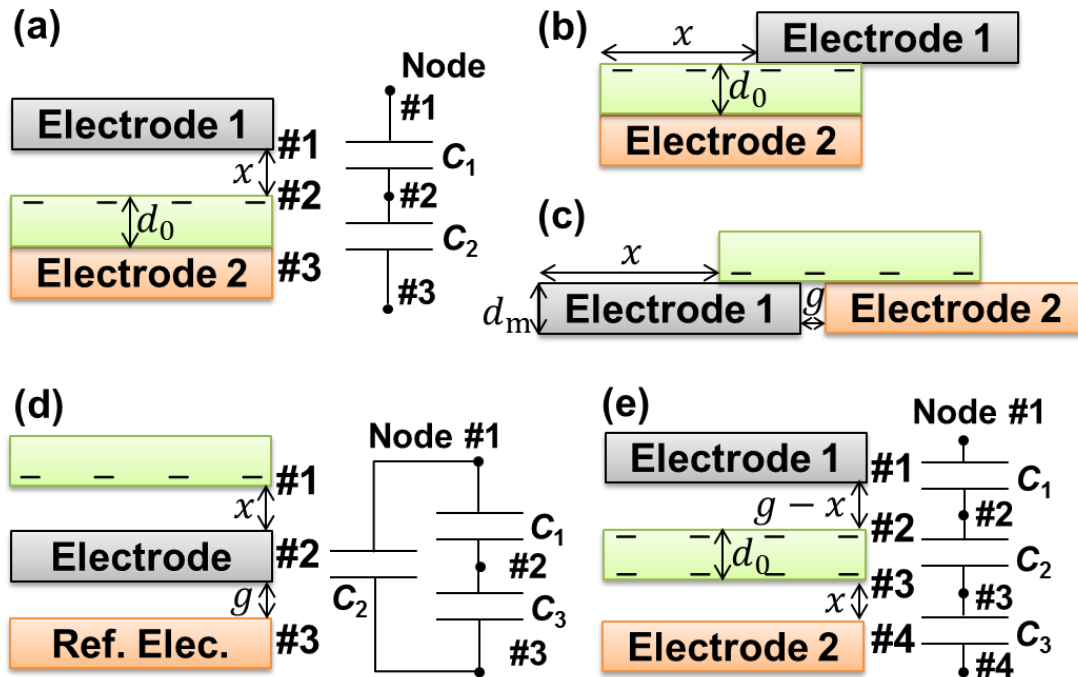 (a)
Node
Electrode 1
#1
#1
x
C1
#2
#2
d0
C2
Electrode 2
#3
#3
(b)
x
Electrode 1
d0
Electrode 2
(c)
x
dm
Electrode 1
g
Electrode 2
(d)
Node #1
#1
x
C1
Electrode
#2
#2
g
C2
C3
Ref. Elec.
#3
#3
(e)
Node #1
Electrode 1
#1
C1
g − x
#2
#2
d0
C2
#3
#3
x
Electrode 2
#4
C3
#4